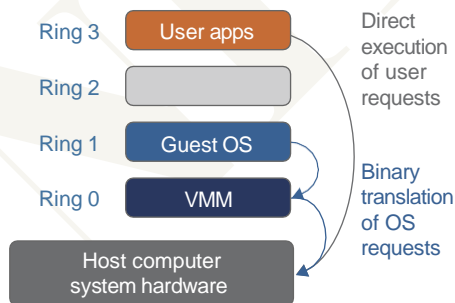 Ring 3
User apps
Direct
execution
of user
requests
Ring 2
Ring 1
Guest OS
Ring 0
VMM
Binary
translation
of OS
requests
Host computer
system hardware